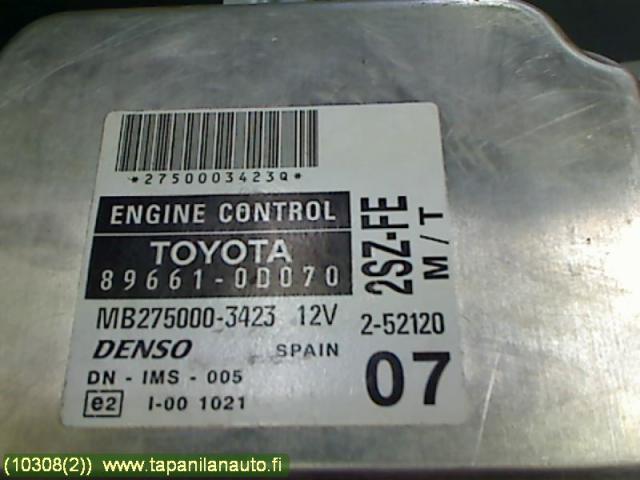 *2750003423Q*
ENGINE CONTROL
TOYOTA
89661-0D070
MB275000-3423 12V
DENSO SPAIN
DN - IMS - 005
e2 I-00 1021
2SZ-FE
M/T
2-52120
07
(10308(2)) www.tapanilanauto.fi